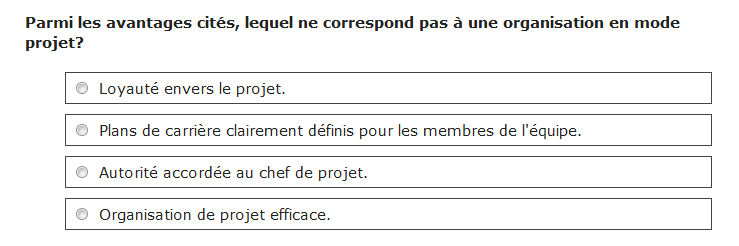 Parmi les avantages cités, lequel ne correspond pas à une organisation en mode
projet?
Loyauté envers le projet.
Plans de carrière clairement définis pour les membres de l'équipe.
Autorité accordée au chef de projet.
Organisation de projet efficace.